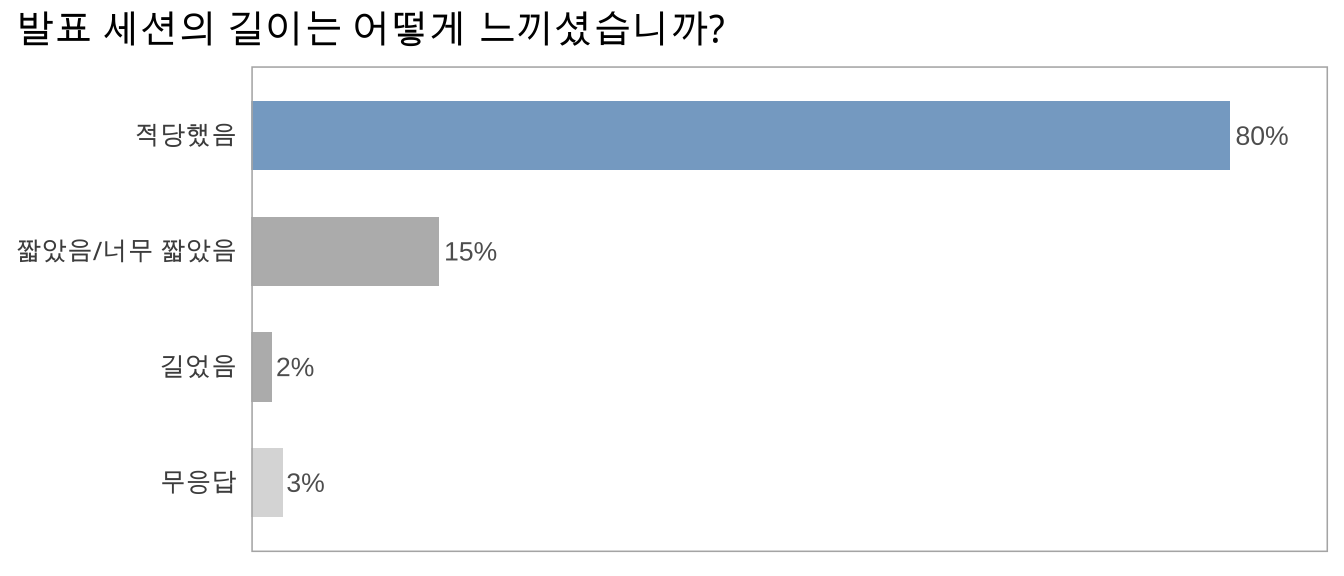 발표 세션의 길이는 어떻게 느끼셨습니까?
적당했음 80%
짧았음/너무 짧았음 15%
길었음 2%
무응답 3%